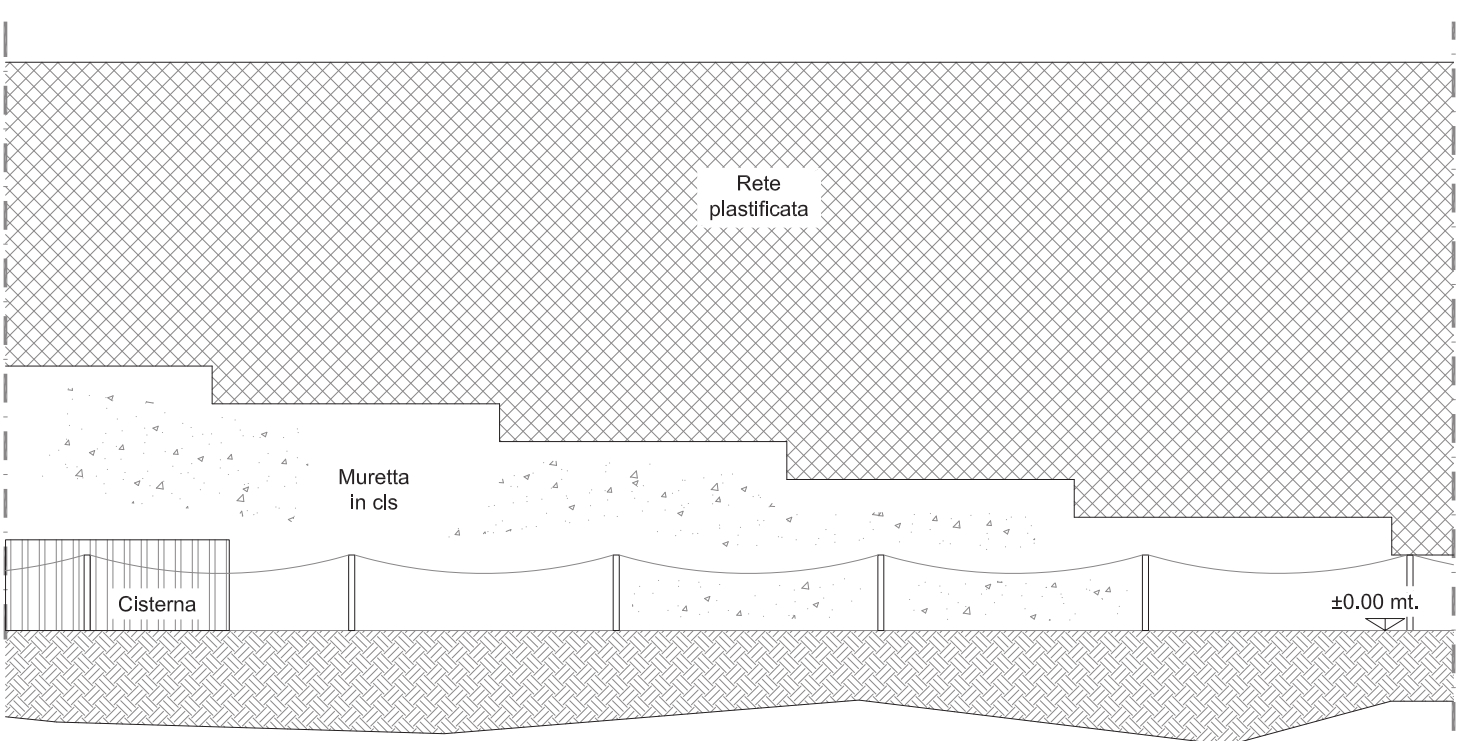 Rete
plastificata
Muretta
in cls
Cisterna
±0.00 mt.